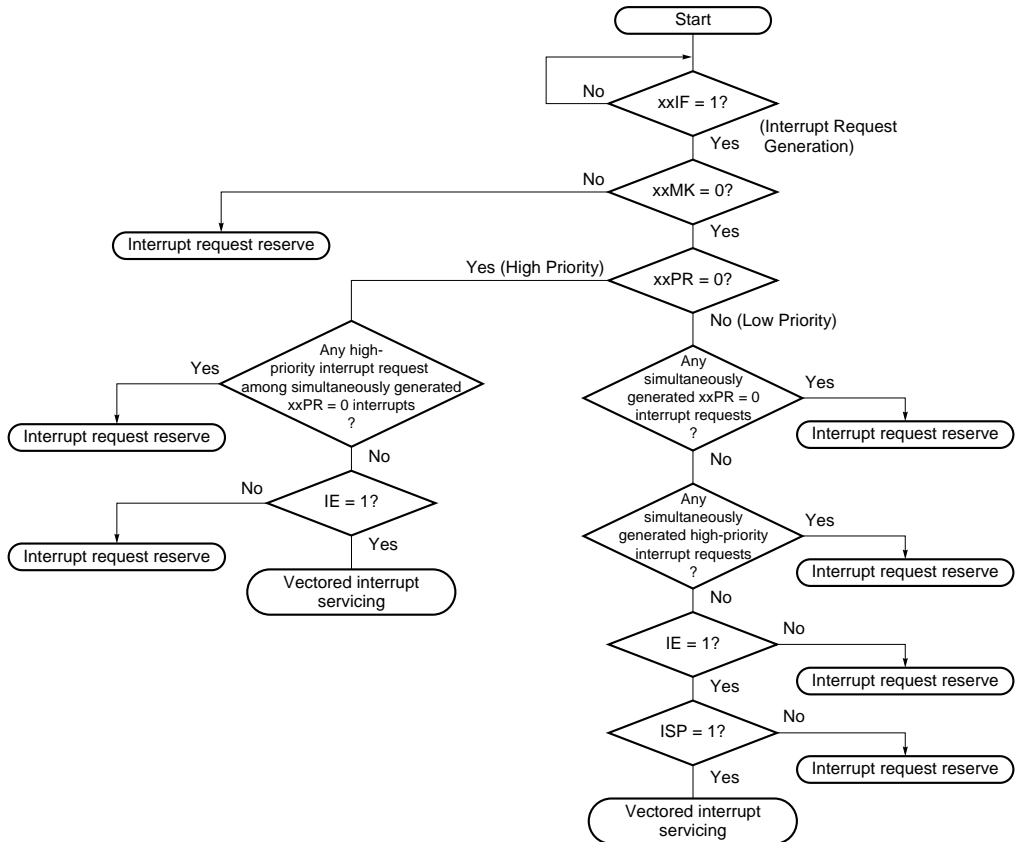 Start
No
xxIF = 1?
(Interrupt Request
Generation)
Yes
No
xxMK = 0?
Interrupt request reserve
Yes
Yes (High Priority)
xxPR = 0?
No (Low Priority)
Any high-
priority interrupt request
among simultaneously generated
xxPR = 0 interrupts
?
Yes
Interrupt request reserve
No
IE = 1?
No
Interrupt request reserve
Yes
Vectored interrupt
servicing
Any
simultaneously
generated xxPR = 0
interrupt requests
?
Yes
Interrupt request reserve
No
Any
simultaneously
generated high-priority
interrupt requests
?
Yes
Interrupt request reserve
No
IE = 1?
No
Interrupt request reserve
Yes
ISP = 1?
No
Interrupt request reserve
Yes
Vectored interrupt
servicing